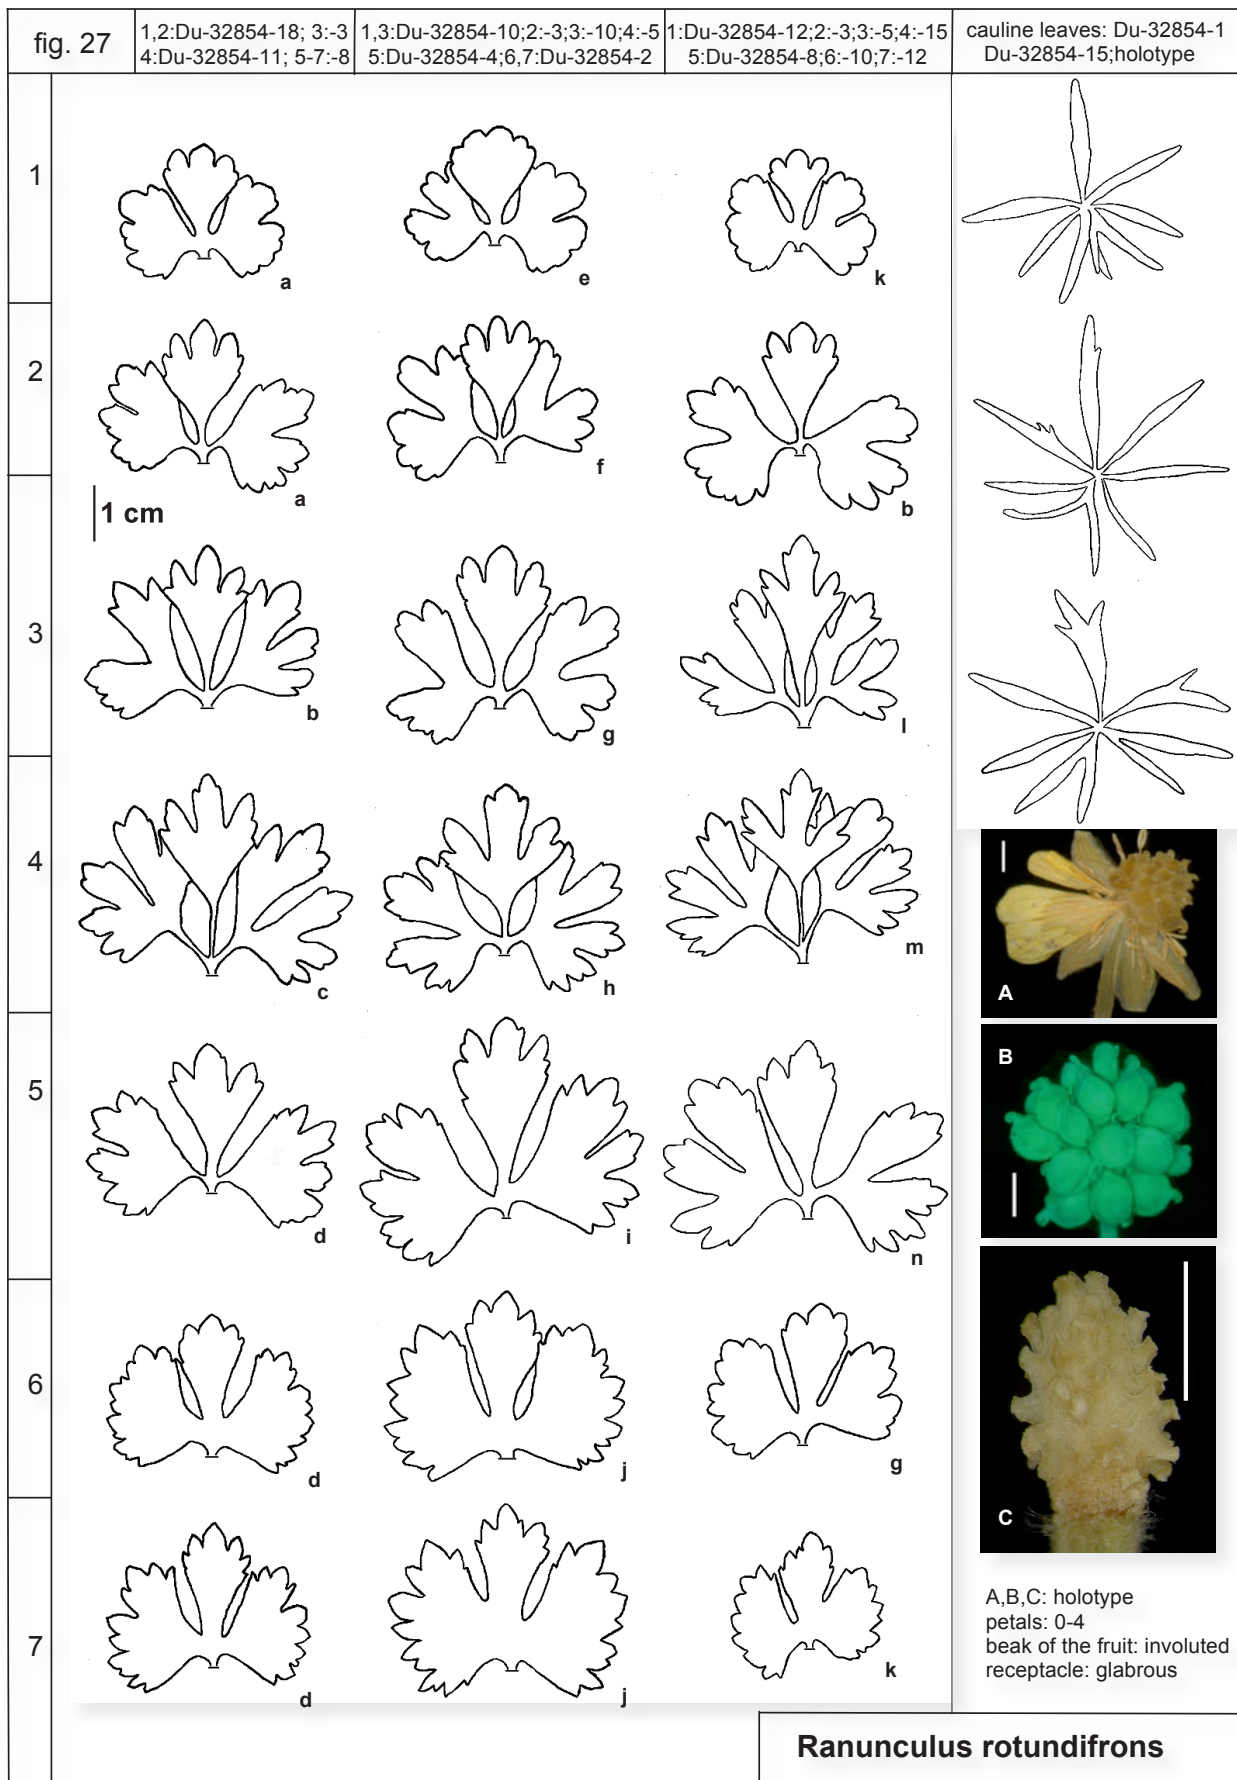 fig. 27
1,2:Du-32854-18; 3:-3
4:Du-32854-11; 5-7:-8
1,3:Du-32854-10;2:-3;3:-10;4:-5
5:Du-32854-4;6,7:Du-32854-2
1:Du-32854-12;2:-3;3:-5;4:-15
5:Du-32854-8;6:-10;7:-12
cauline leaves: Du-32854-1
Du-32854-15;holotype
1
a
e
k
2
a
f
b
1 cm
3
b
g
l
4
c
h
m
A
5
d
i
n
B
6
d
j
g
C
7
d
j
k
A,B,C: holotype
petals: 0-4
beak of the fruit: involuted
receptacle: glabrous
Ranunculus rotundifrons